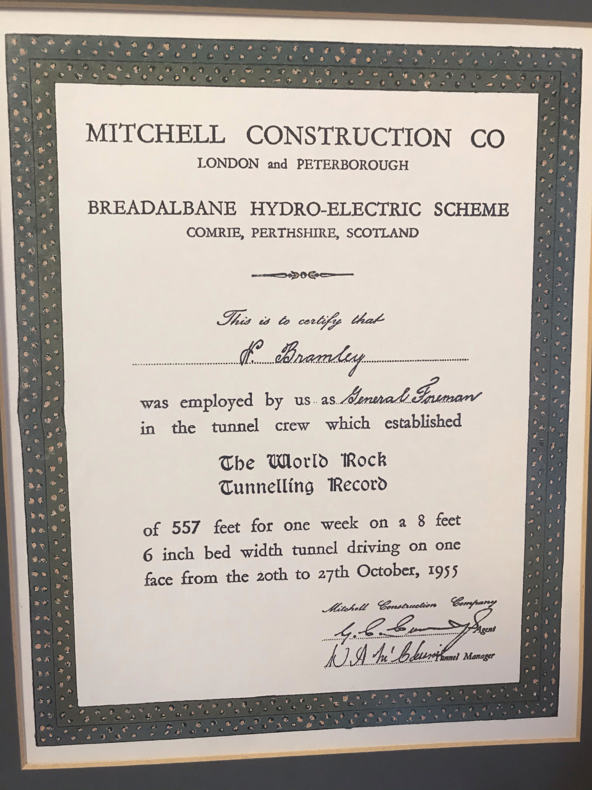 MITCHELL CONSTRUCTION CO
LONDON and PETERBOROUGH
BREADALBANE HYDRO-ELECTRIC SCHEME
COMRIE, PERTHSHIRE, SCOTLAND
This is to certify that
Bramley
was employed by us as General Foreman
in the tunnel crew which established
The World Rock
Tunnelling Record
of 557 feet for one week on a 8 feet
6 inch bed width tunnel driving on one
face from the 20th to 27th October, 1955
Mitchell Construction Company
Agent
Tunnel Manager